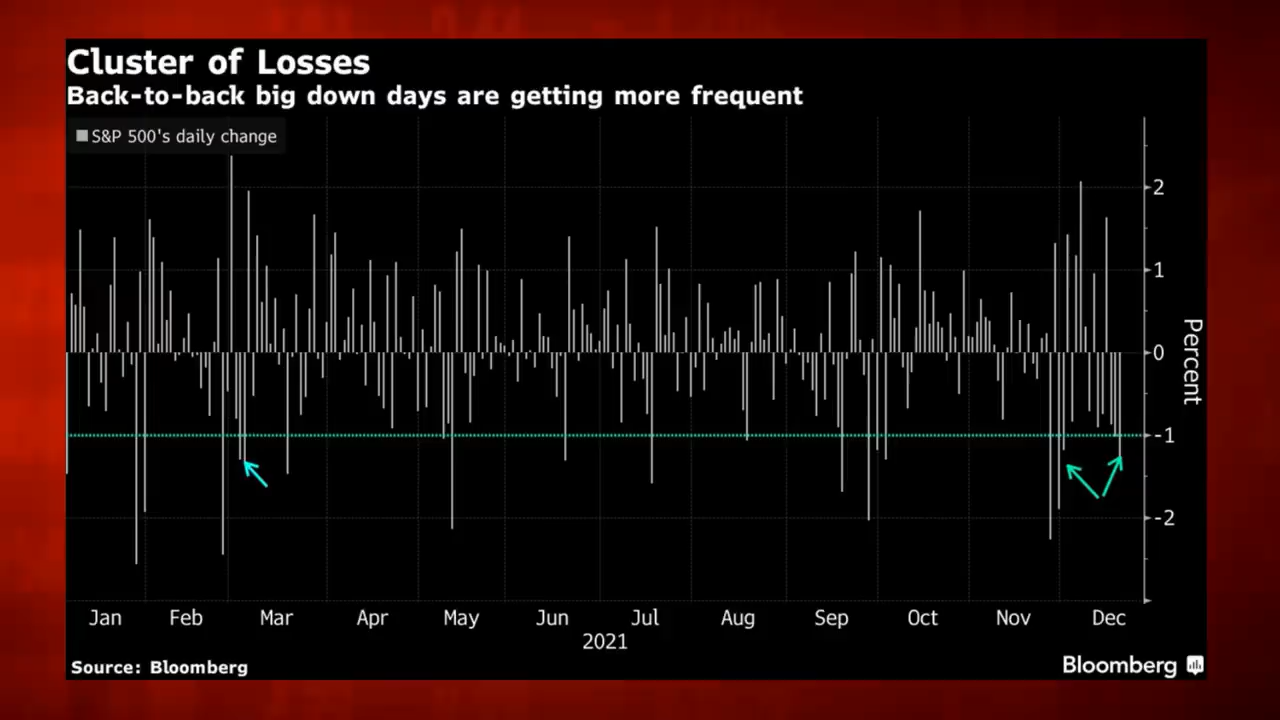 Cluster of Losses
Back-to-back big down days are getting more frequent
S&P 500's daily change
2
1
0
-1
-2
Percent
Jan Feb Mar Apr May Jun Jul Aug Sep Oct Nov Dec
2021
Source: Bloomberg
Bloomberg